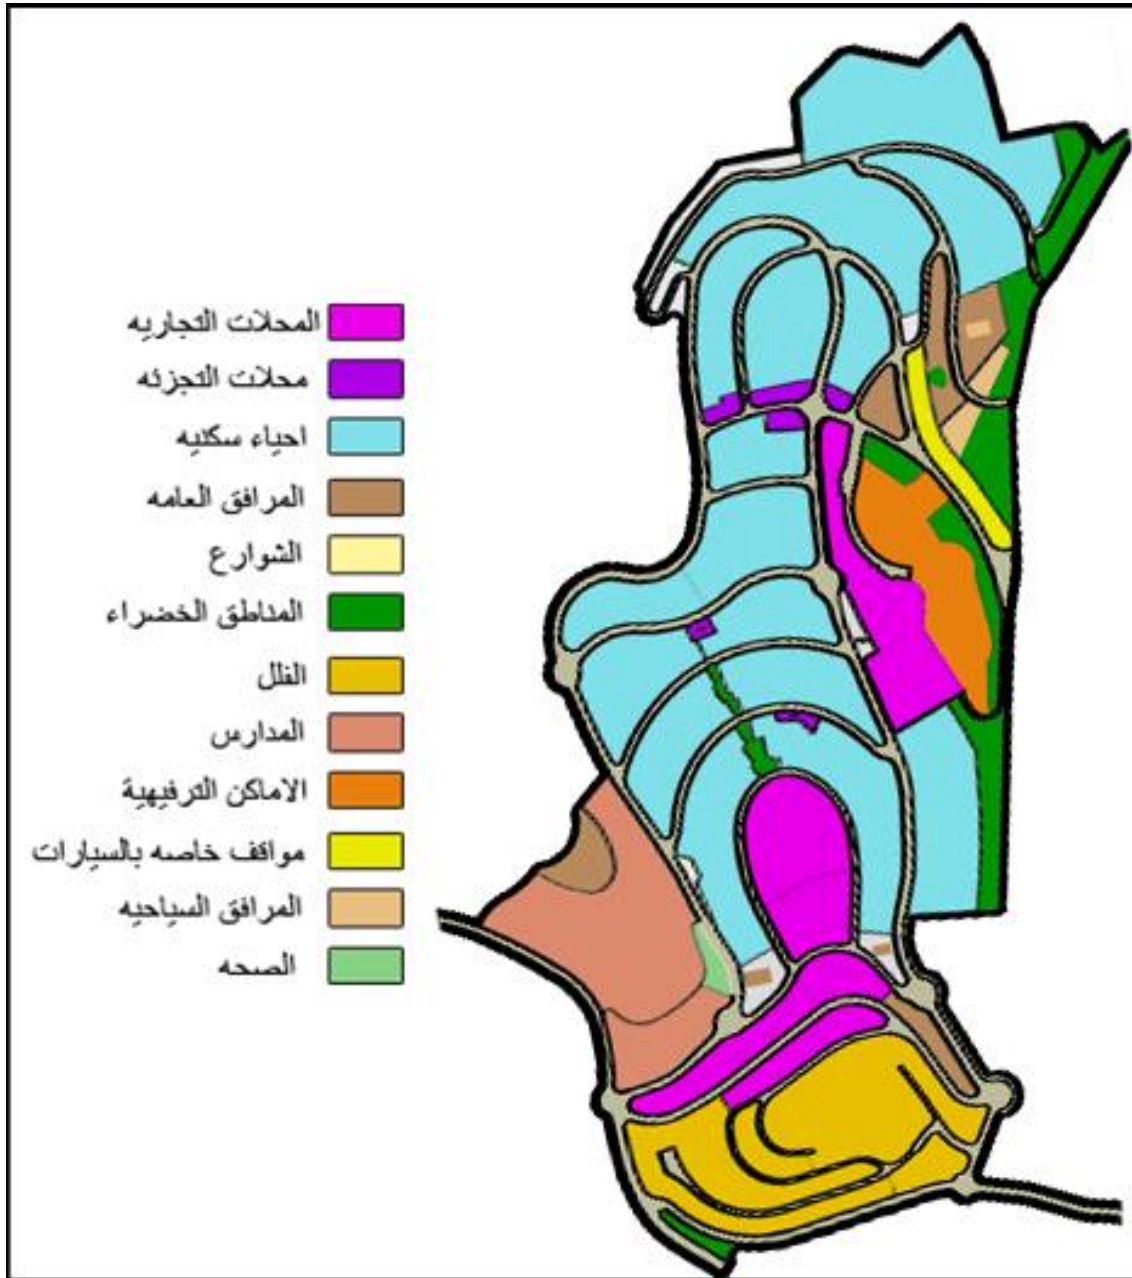 المحلات التجاريه
محلات التجزئه
احياء سكنيه
المرافق العامه
الشوارع
المناطق الخضراء
الفلل
المدارس
الاماكن الترفيهية
مواقف خاصه بالسيارات
المرافق السياحيه
الصحه